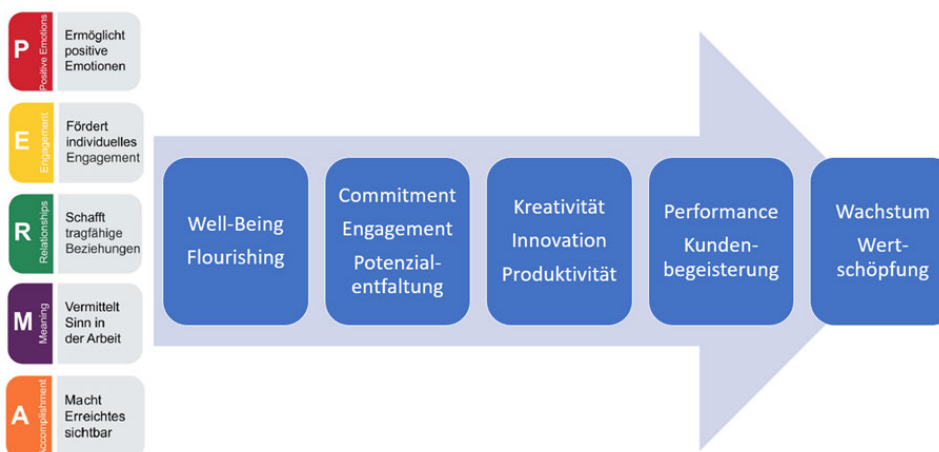 P
Positive Emotions
Ermöglicht
positive
Emotionen
E
Engagement
Fördert
individuelles
Engagement
R
Relationships
Schafft
tragfähige
Beziehungen
M
Meaning
Vermittelt
Sinn in
der Arbeit
A
Accomplishment
Macht
Erreichtes
sichtbar
Well-Being
Flourishing
Commitment
Engagement
Potenzial-
entfaltung
Kreativität
Innovation
Produktivität
Performance
Kunden-
begeisterung
Wachstum
Wert-
schöpfung